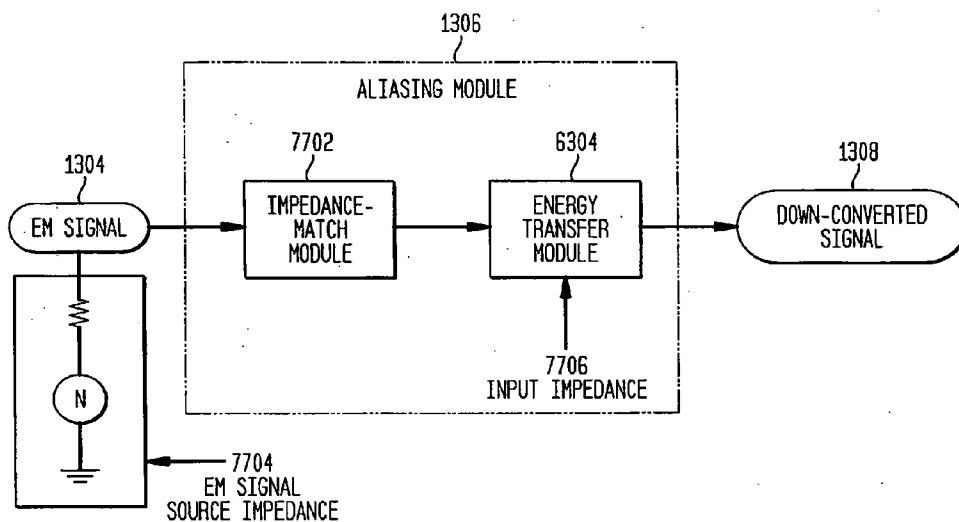 1306
ALIASING MODULE
7702
6304
1304
1308
EM SIGNAL
IMPEDANCE-
MATCH
MODULE
ENERGY
TRANSFER
MODULE
DOWN-CONVERTED
SIGNAL
7706
INPUT IMPEDANCE
N
7704
EM SIGNAL
SOURCE IMPEDANCE